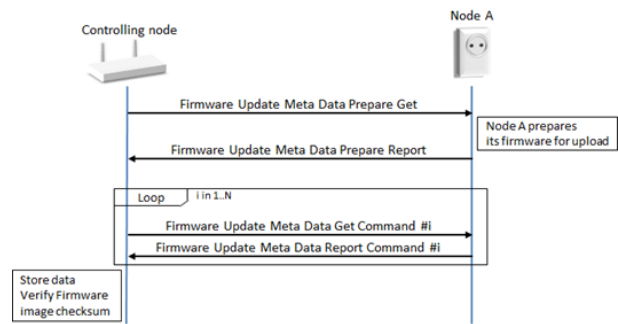 Node A
Controlling node
Firmware Update Meta Data Prepare Get
Node A prepares
its firmware for upload
Firmware Update Meta Data Prepare Report
Loop
i in 1..N
Firmware Update Meta Data Get Command #i
Firmware Update Meta Data Report Command #i
Store data
Verify Firmware
image checksum